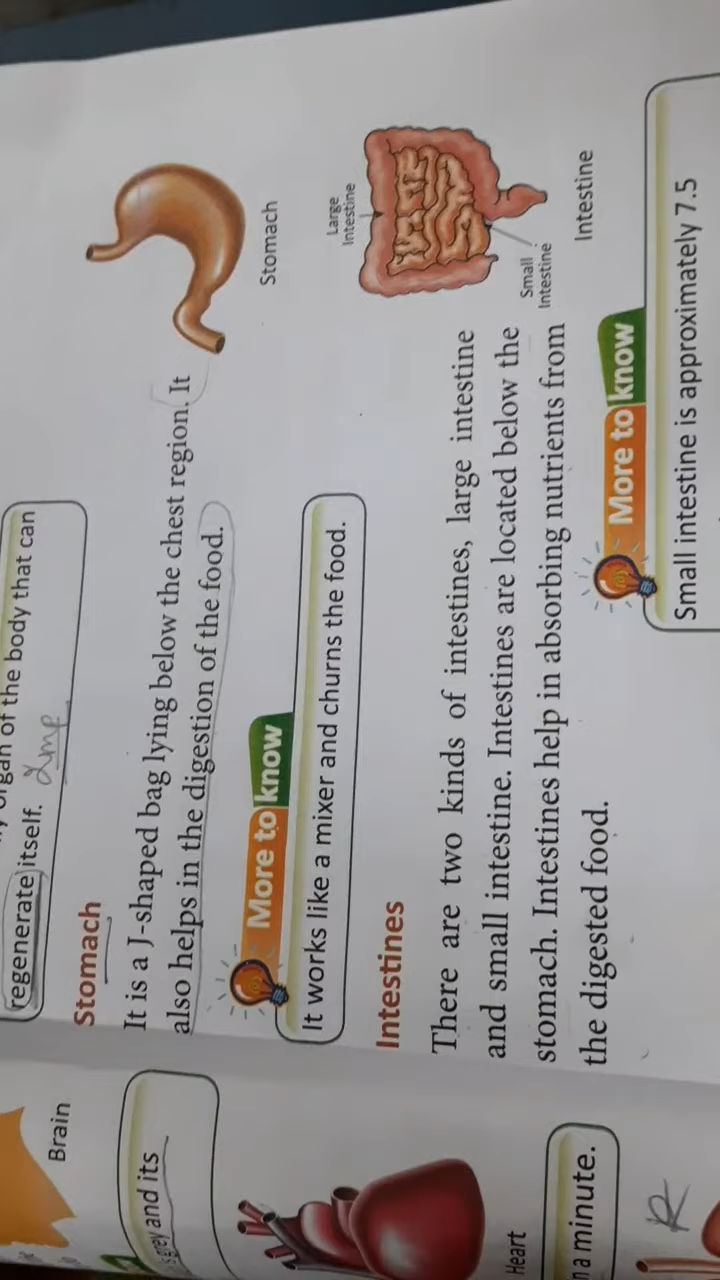 organ of the body that can
regenerate itself. Imp
Stomach
It is a J-shaped bag lying below the chest region. It
also helps in the digestion of the food.
Stomach
More to know
It works like a mixer and churns the food.
Intestines
There are two kinds of intestines, large intestine
and small intestine. Intestines are located below the
stomach. Intestines help in absorbing nutrients from
the digested food.
Large
Intestine
Small
Intestine
Intestine
More to know
Small intestine is approximately 7.5
Brain
grey and its
Heart
a minute.
R